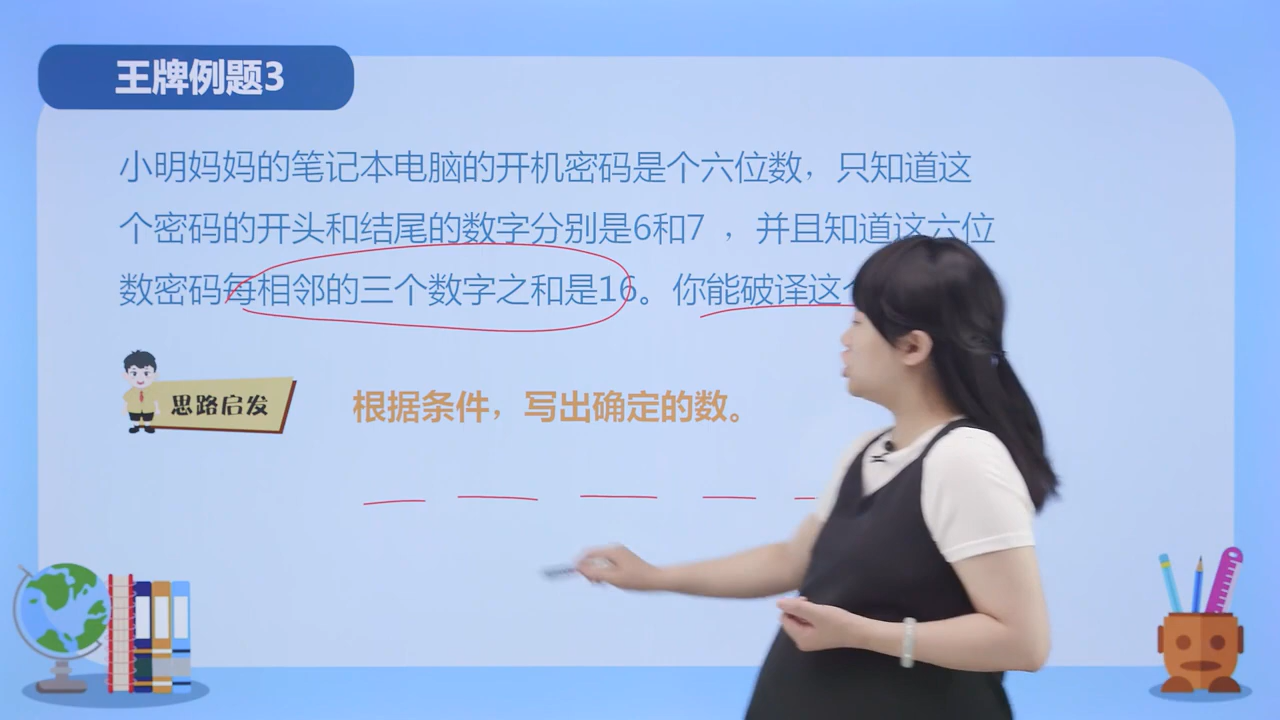 王牌例题3
小明妈妈的笔记本电脑的开机密码是个六位数，只知道这
个密码的开头和结尾的数字分别是6和7 ，并且知道这六位
数密码每相邻的三个数字之和是16。你能破译这
思路启发
根据条件，写出确定的数。